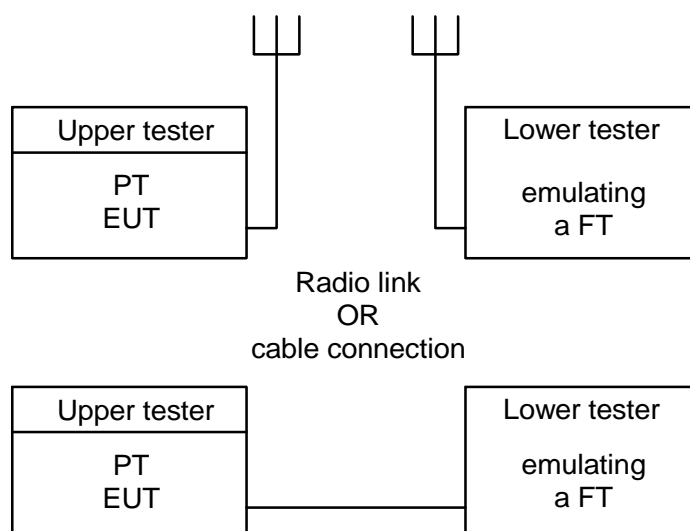 Upper tester
PT
EUT
Lower tester
emulating
a FT
Radio link
OR
cable connection
Upper tester
PT
EUT
Lower tester
emulating
a FT